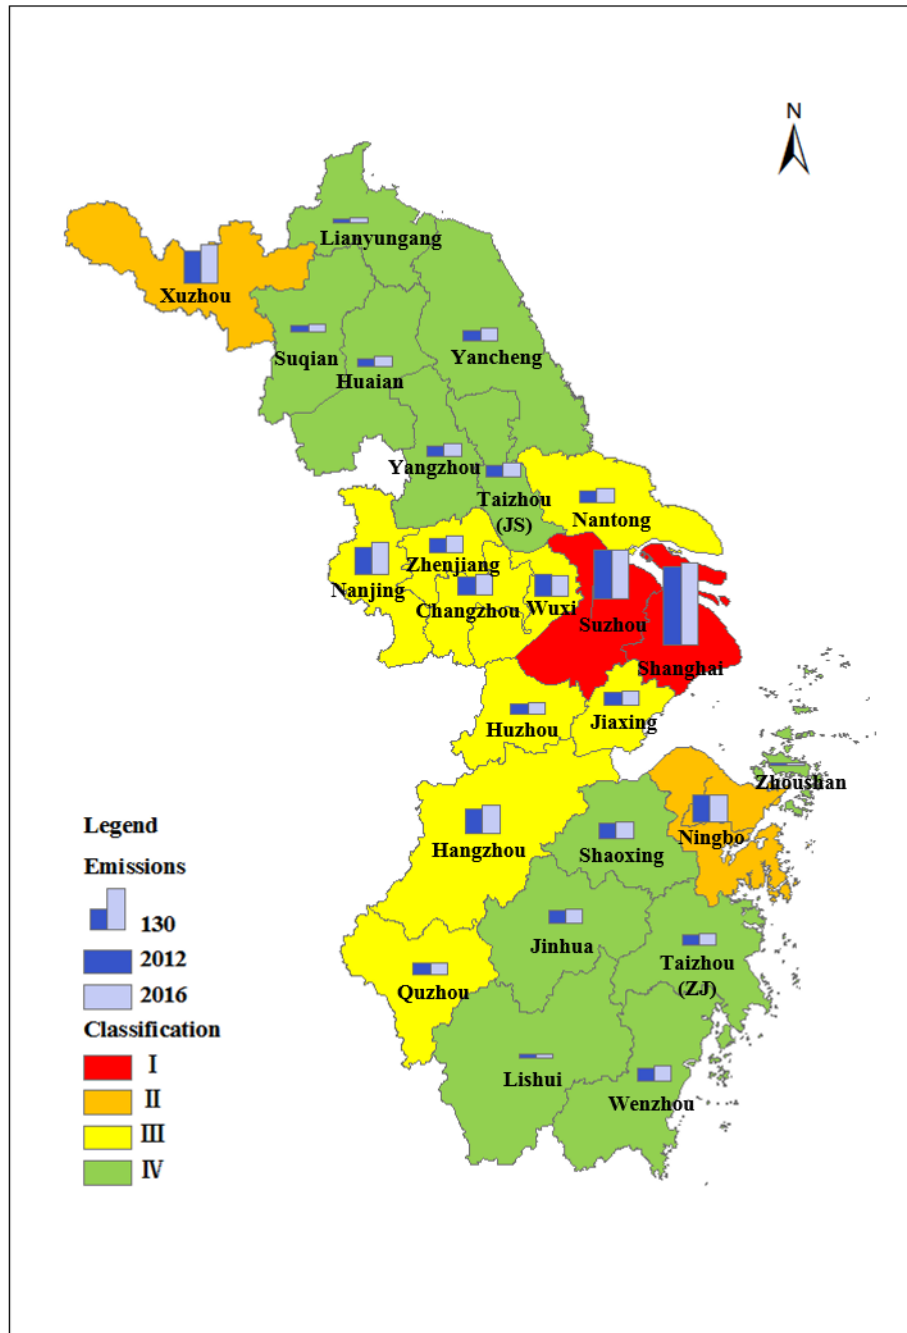 N
Lianyungang
Xuzhou
Suqian
Yancheng
Huaian
Yangzhou
Taizhou
(JS)
Nantong
Zhenjiang
Nanjing
Changzhou
Wuxi
Suzhou
Shanghai
Huzhou
Jiaxing
Zhoushan
Ningbo
Hangzhou
Shaoxing
Jinhua
Taizhou
(ZJ)
Quzhou
Lishui
Wenzhou
Legend
Emissions
130
2012
2016
Classification
I
II
III
IV